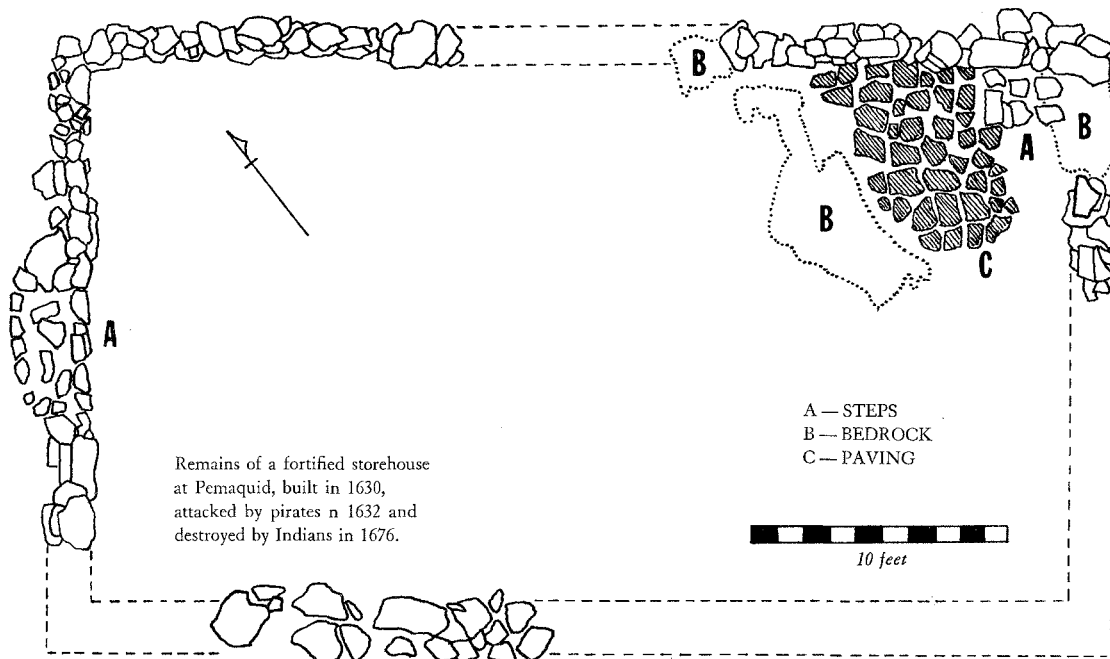 B
B
A
B
C
A
A — STEPS
B — BEDROCK
C — PAVING
Remains of a fortified storehouse
at Pemaquid, built in 1630,
attacked by pirates n 1632 and
destroyed by Indians in 1676.
10 feet